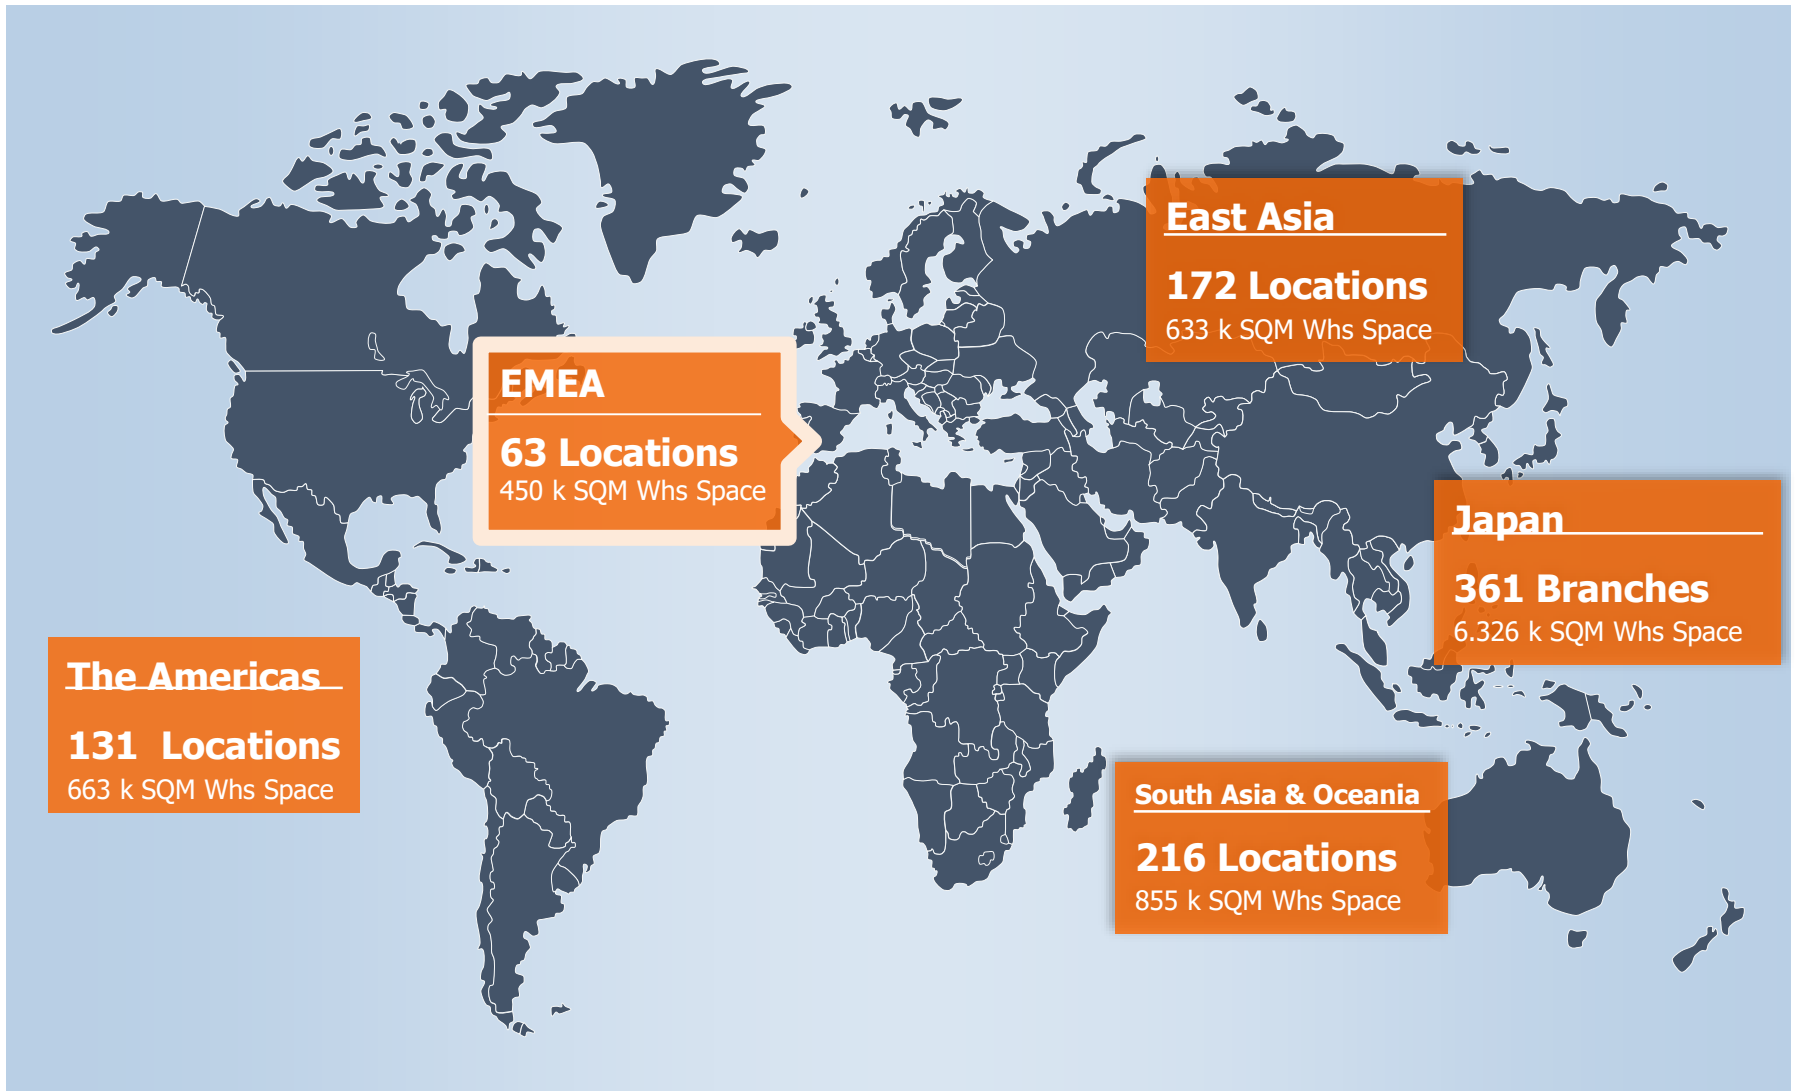 East Asia
172 Locations
633 k SQM Whs Space
EMEA
63 Locations
450 k SQM Whs Space
Japan
361 Branches
6.326 k SQM Whs Space
The Americas
131 Locations
663 k SQM Whs Space
South Asia & Oceania
216 Locations
855 k SQM Whs Space